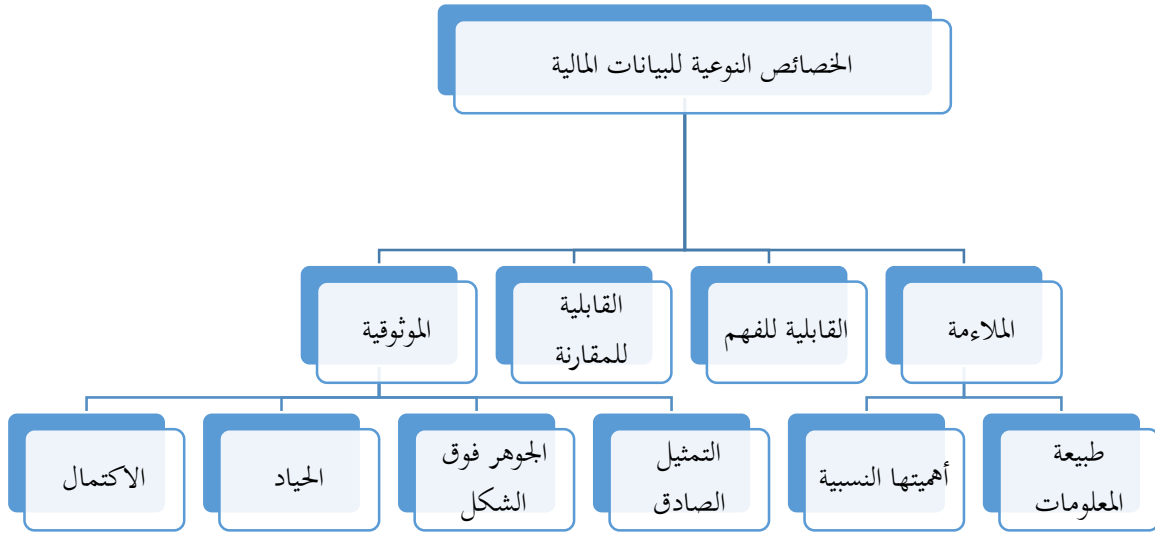 الخصائص النوعية للبيانات المالية
الملاءمة
القابلية للفهم
القابلية
للمقارنة
الموثوقية
طبيعة
المعلومات
أهميتها النسبية
التمثيل
الصادق
الجوهر فوق
الشكل
الحياد
الاكتمال